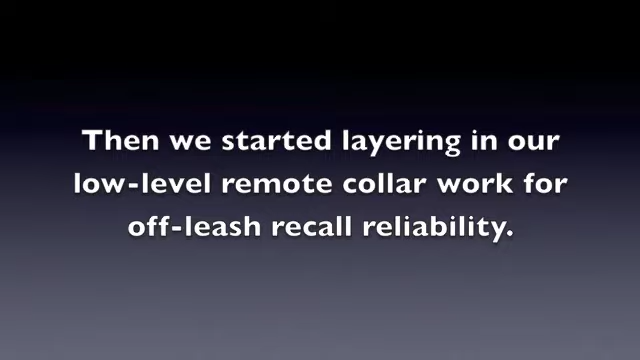 Then we started layering in our
low-level remote collar work for
off-leash recall reliability.